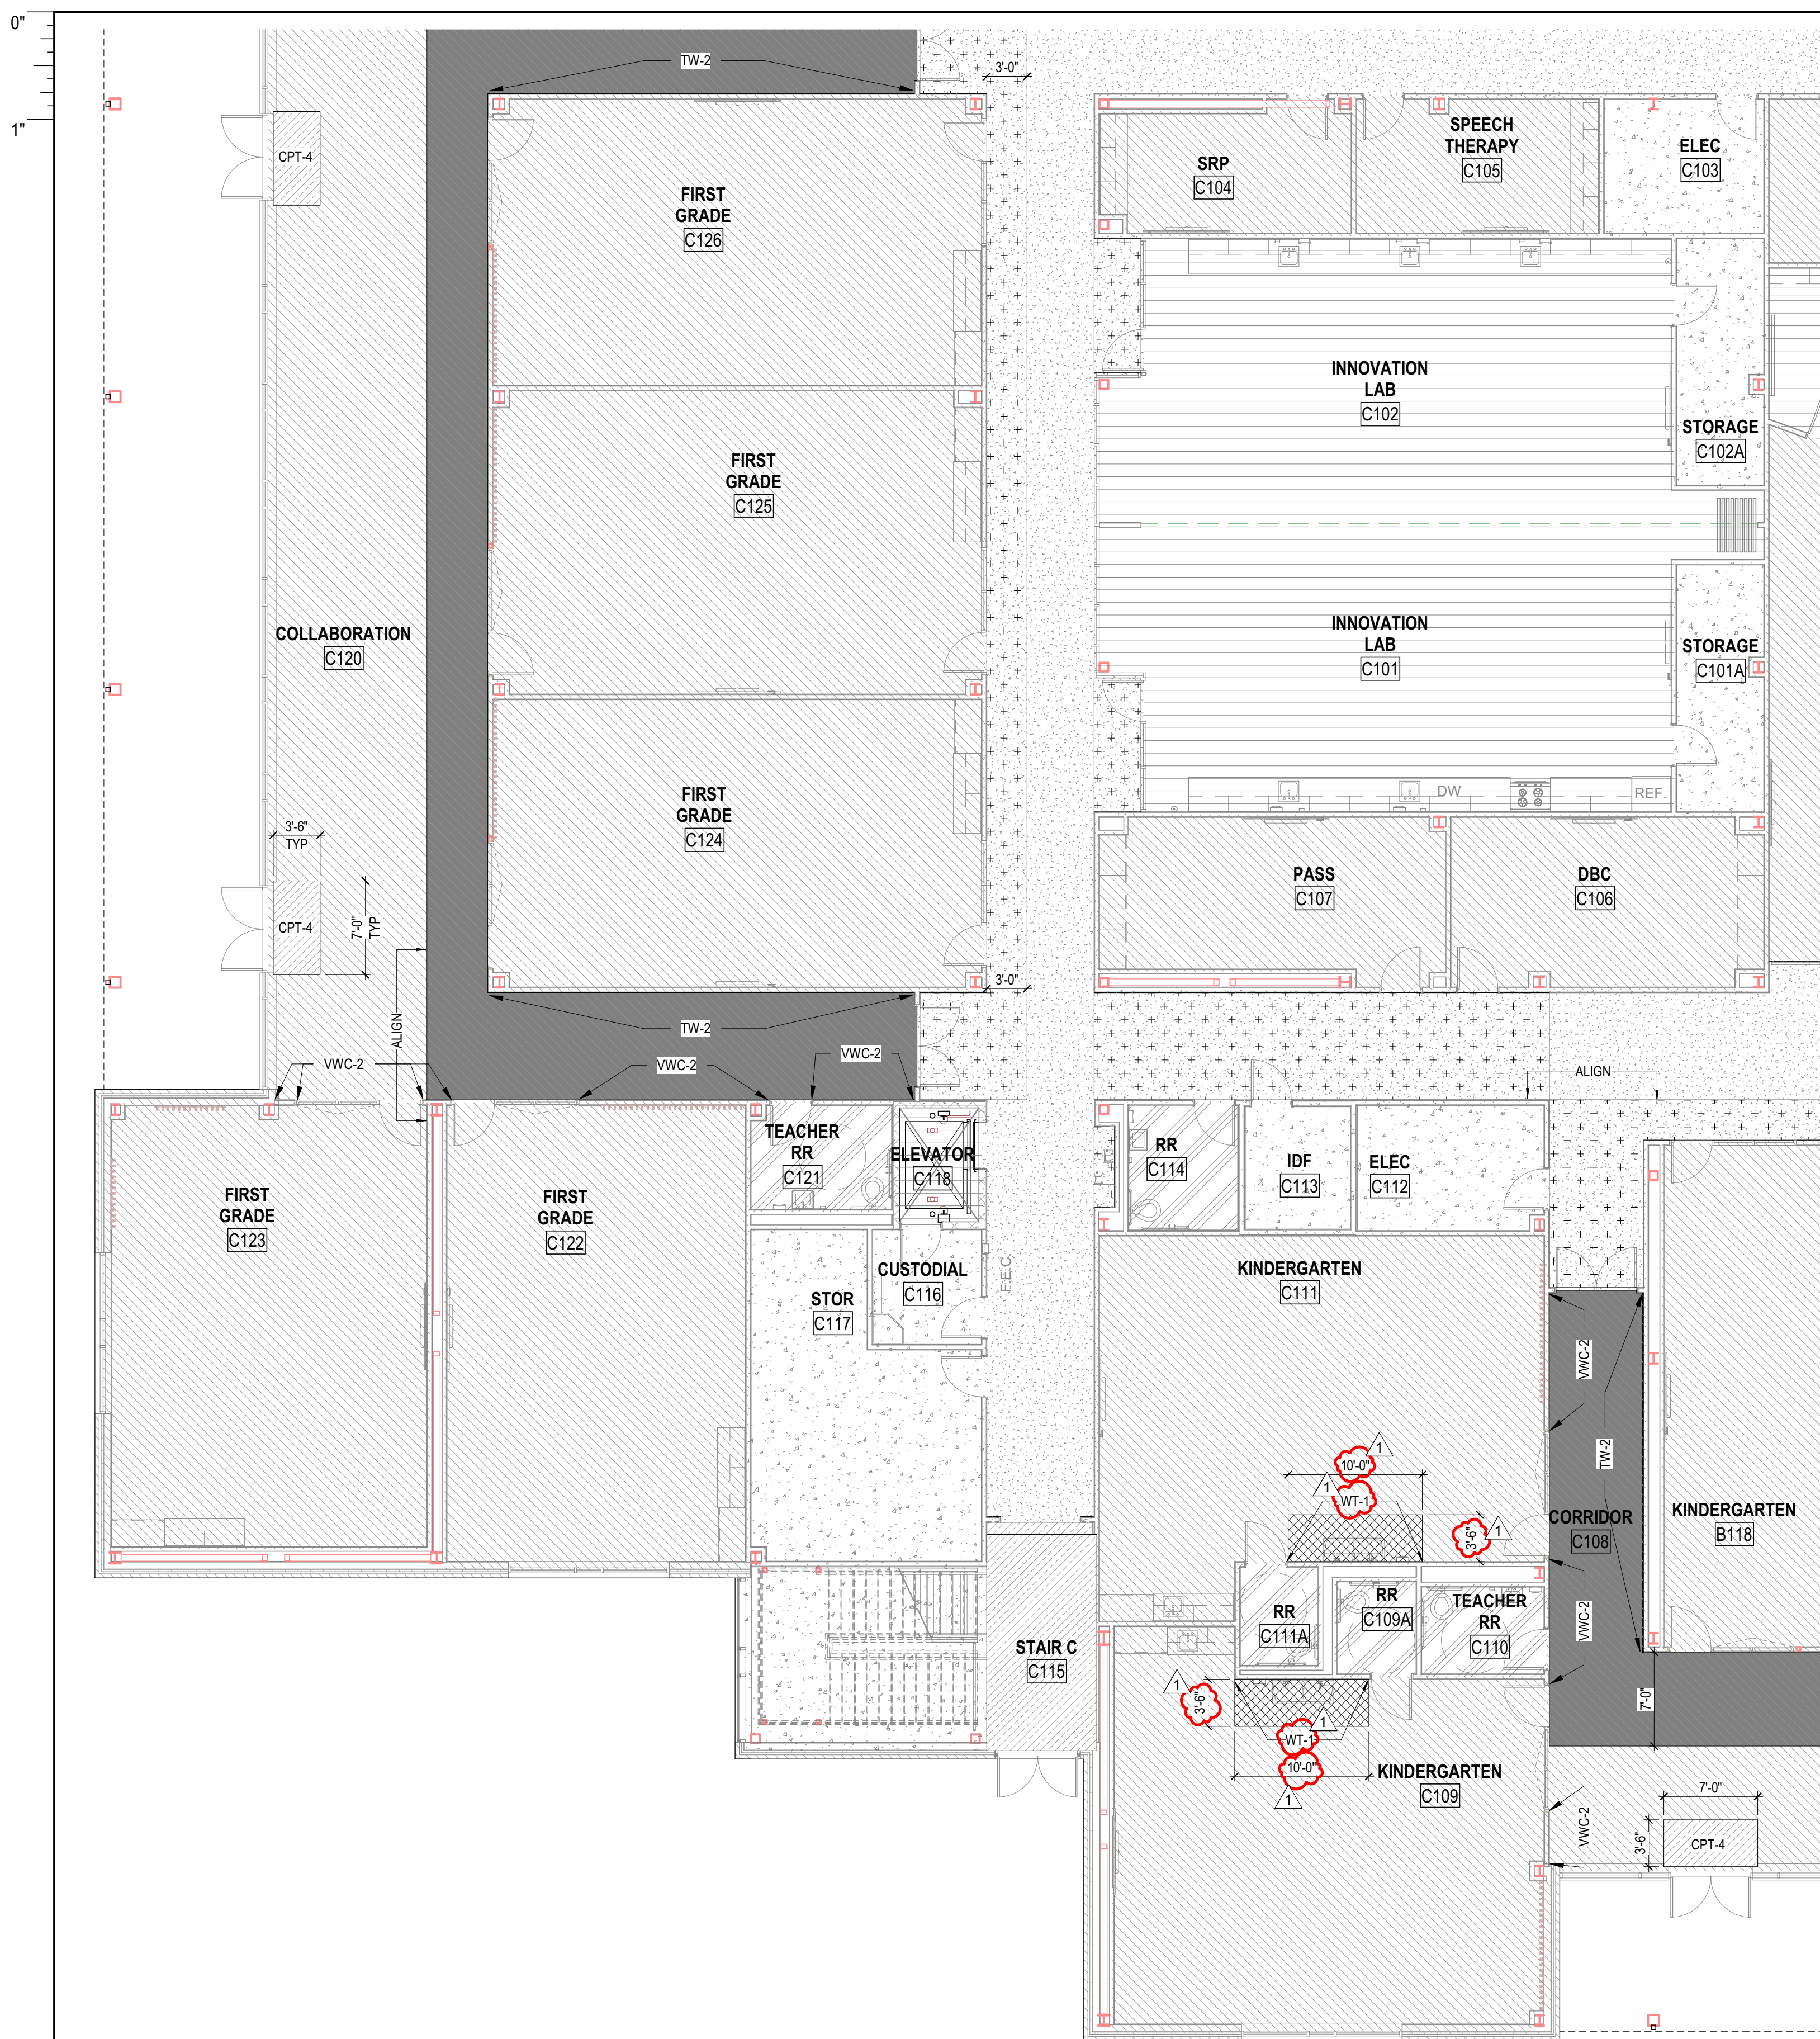 0"
1"
TW-2
3'-0"
CPT-4
FIRST
GRADE
C126
SRP
C104
SPEECH
THERAPY
C105
ELEC
C103
INNOVATION
LAB
C102
STORAGE
C102A
FIRST
GRADE
C125
COLLABORATION
C120
INNOVATION
LAB
C101
STORAGE
C101A
FIRST
GRADE
C124
DW
REF.
3'-6"
TYP
CPT-4
7'-0"
TYP
PASS
C107
DBC
C106
3'-0"
ALIGN
TW-2
VWC-2
VWC-2
VWC-2
ALIGN
TEACHER
RR
C121
ELEVATOR
C118
RR
C114
IDF
C113
ELEC
C112
FIRST
GRADE
C123
FIRST
GRADE
C122
CUSTODIAL
C116
F.E.C.
STOR
C117
KINDERGARTEN
C111
VWC-2
TW-2
1
10'-0"
1
WT-1
3'-6"
1
CORRIDOR
C108
KINDERGARTEN
B118
RR
C111A
RR
C109A
TEACHER
RR
C110
VWC-2
STAIR C
C115
1
3'-6"
1
WT-1
10'-0"
1
7'-0"
KINDERGARTEN
C109
VWC-2
7'-0"
3'-6"
CPT-4